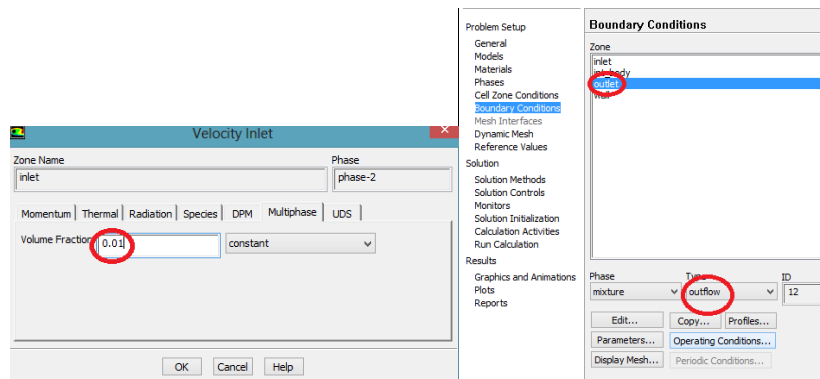 Velocity Inlet
Zone Name
Phase
inlet
phase-2
Momentum Thermal Radiation Species DPM Multiphase UDS
Volume Fraction
0.01
constant
OK Cancel Help
Problem Setup
General
Models
Materials
Phases
Cell Zone Conditions
Boundary Conditions
Mesh Interfaces
Dynamic Mesh
Reference Values
Solution
Solution Methods
Solution Controls
Monitors
Solution Initialization
Calculation Activities
Run Calculation
Results
Graphics and Animations
Plots
Reports
Boundary Conditions
Zone
inlet
int_body
outlet
wall
Phase
Type
ID
mixture
outflow
12
Edit... Copy... Profiles...
Parameters... Operating Conditions...
Display Mesh... Periodic Conditions...